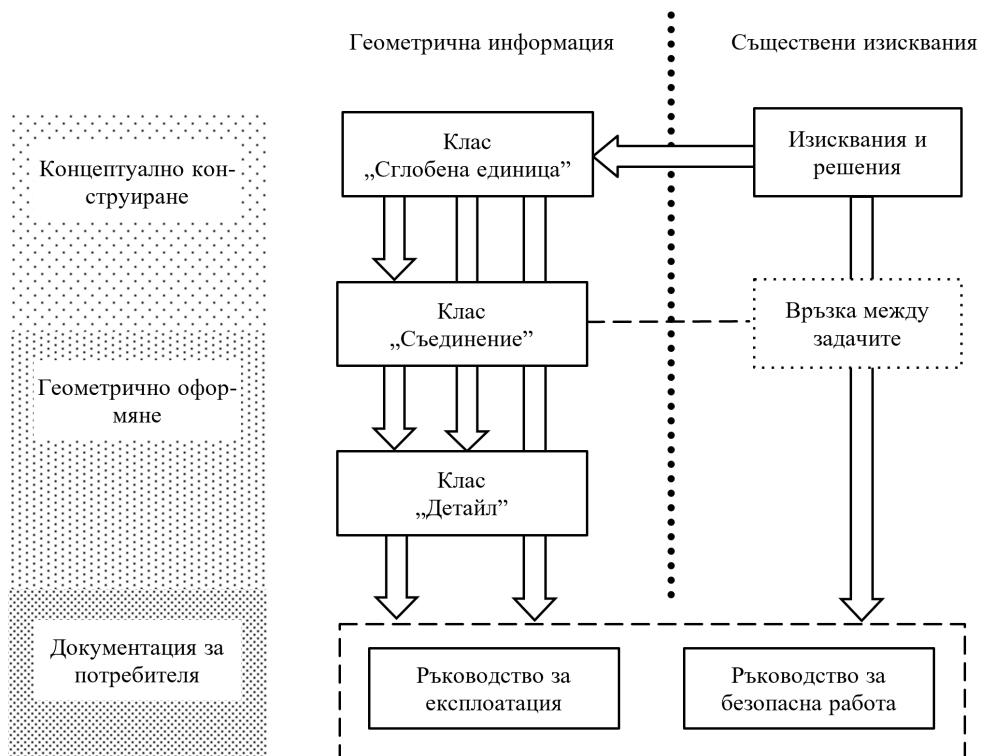 Геометрична информация
Съществени изисквания
Концептуално кон-
струиране
Клас
„Сглобена единица”
Изисквания и
решения
Клас
„Съединение”
Връзка между
задачите
Геометрично офор-
мяне
Клас
„Детайл”
Документация за
потребителя
Ръководство за
експлоатация
Ръководство за
безопасна работа